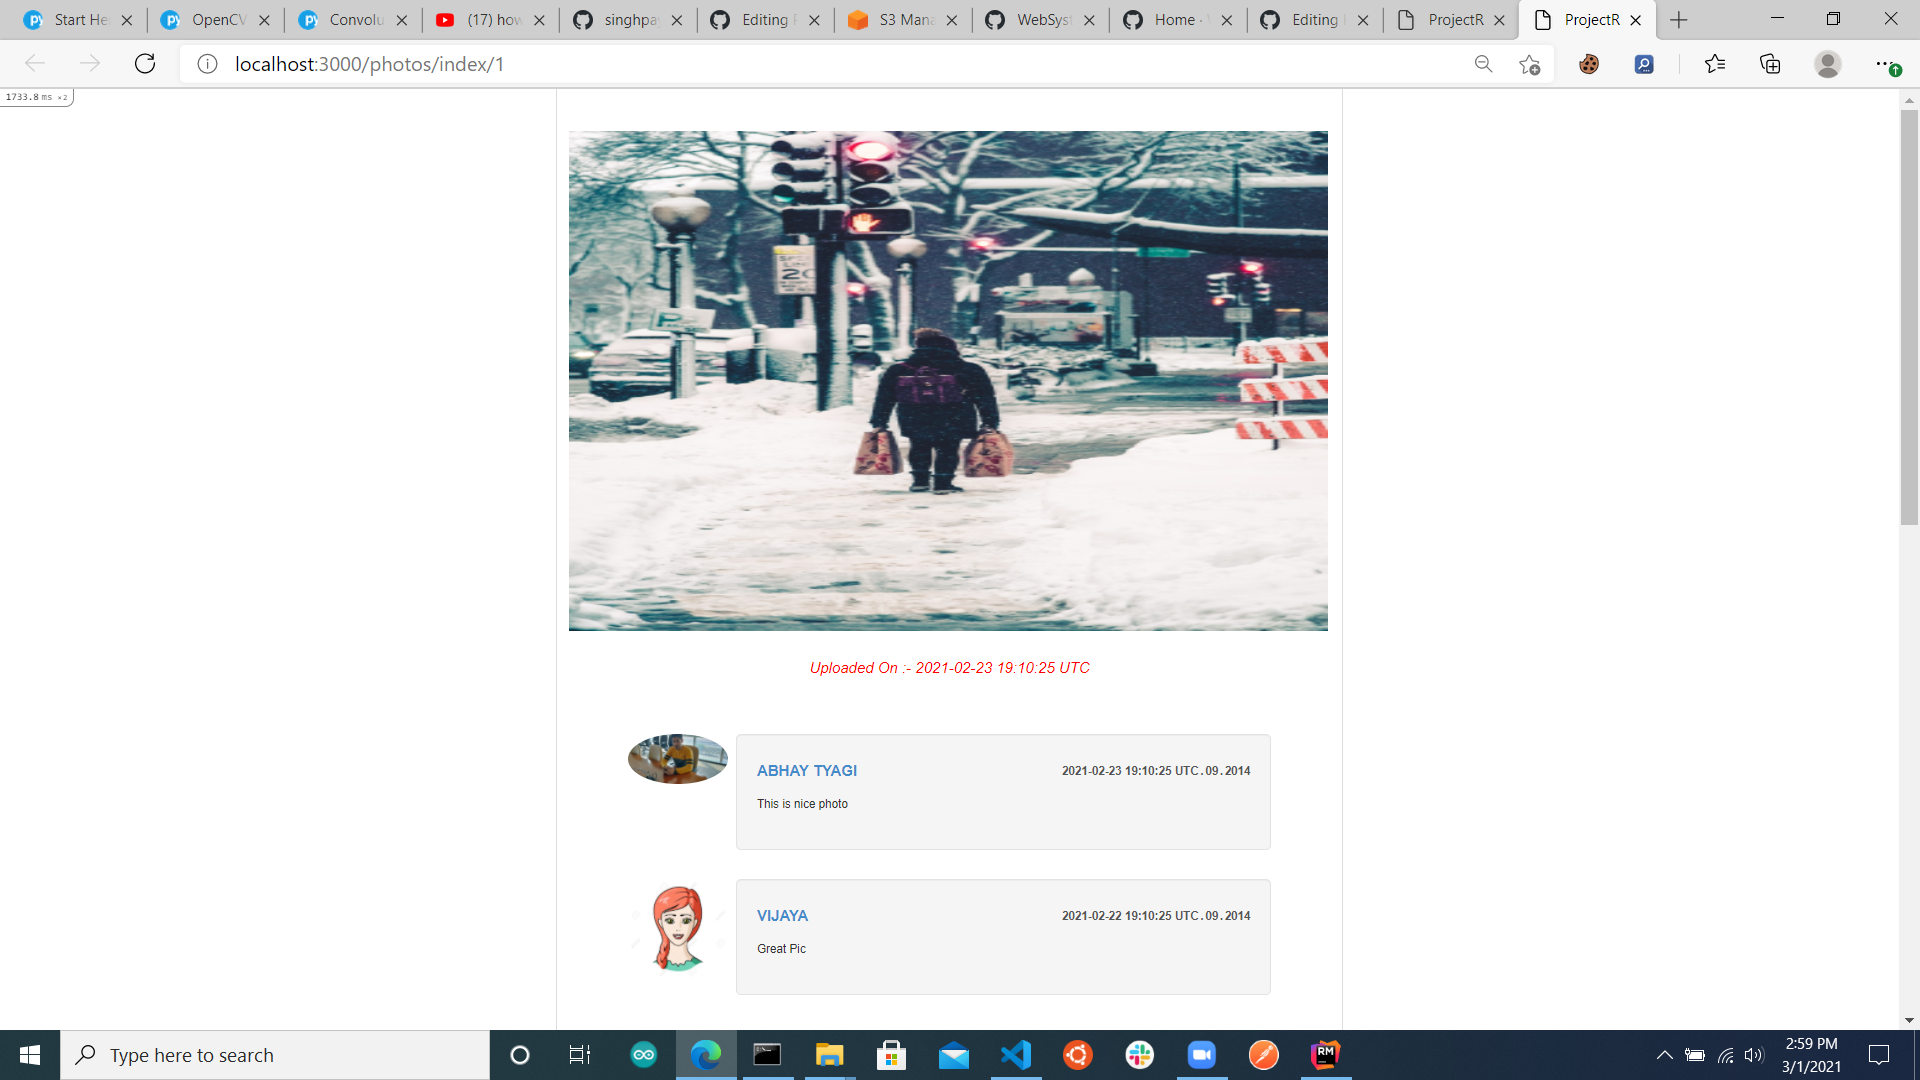 Start He
OpenCV
Convolu
(17) how
singhpa
Editing
S3 Mana
WebSyst
Home ·
Editing
ProjectR
ProjectR
localhost:3000/photos/index/1
1733.8 ms ×2
20
Uploaded On :- 2021-02-23 19:10:25 UTC
ABHAY TYAGI
2021-02-23 19:10:25 UTC.09.2014
This is nice photo
VIJAYA
2021-02-22 19:10:25 UTC.09.2014
Great Pic
Type here to search
RM
2:59 PM
3/1/2021